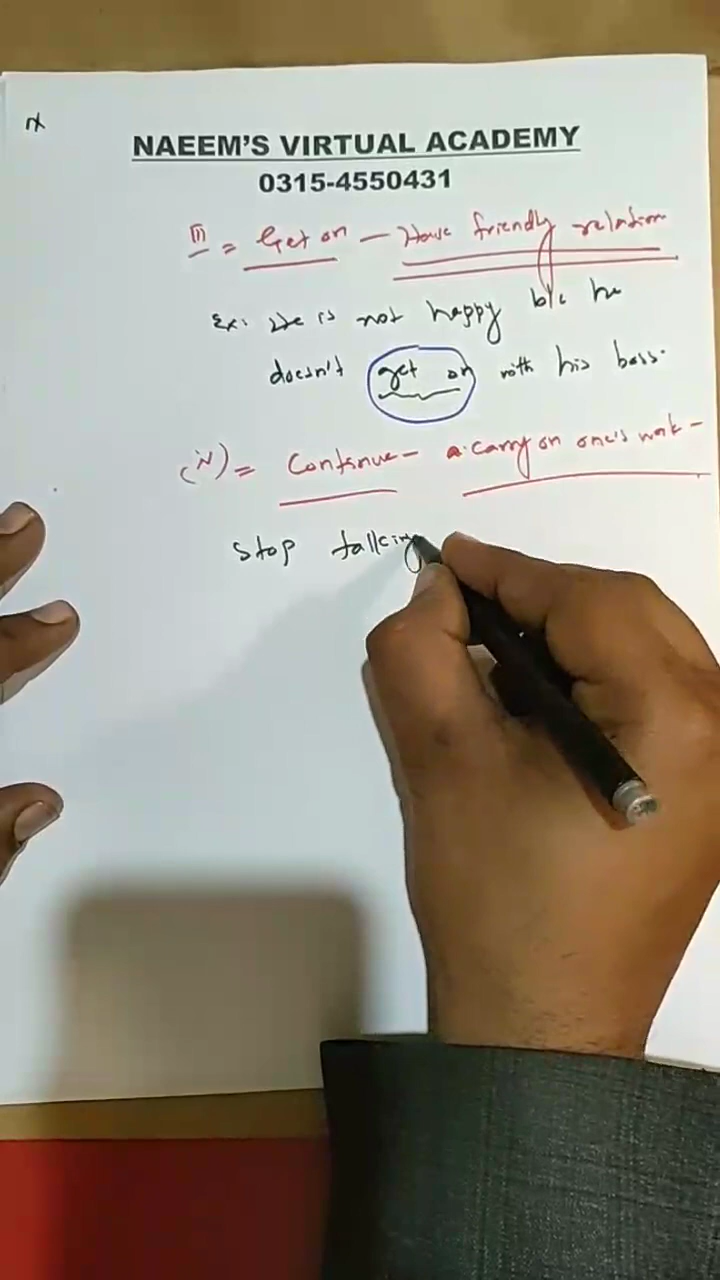 NAEEM'S VIRTUAL ACADEMY
0315-4550431
III = Get on — Have friendly relation
Ex: He is not happy b/c he
doesn't get on with his boss.
(iv) = Continue — carry on one's work —
Stop talking